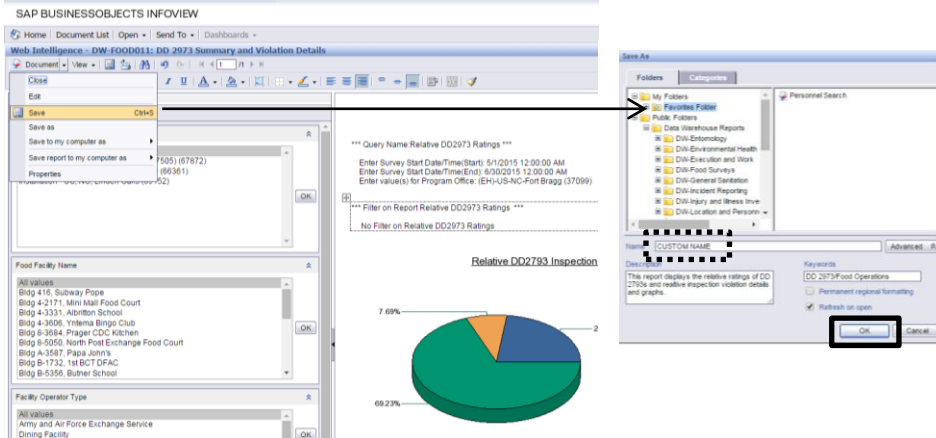 SAP BUSINESSOBJECTS INFOVIEW
Home Document List Open Send To Dashboards
Web Intelligence - DW-FOOD011: DD 2973 Summary and Violation Details
Document View 1 /1
Close
Edit
Save Ctrl+S
Save as
Save to my computer as
Save report to my computer as
Properties
7505) (67872)
(66361)
OK
Food Facility Name
All values
Bldg 416, Subway Pope
Bldg 4-2171, Mini Mall Food Court
Bldg 4-3331, Albritton School
Bldg 4-3606, Yntema Bingo Club
Bldg 8-3684, Prager CDC Kitchen
Bldg 8-5050, North Post Exchange Food Court
Bldg A-3587, Papa John's
Bldg B-1732, 1st BCT DFAC
Bldg B-5356, Butner School
OK
Facility Operator Type
All values
Army and Air Force Exchange Service
Dining Facility
OK
*** Query Name:Relative DD2973 Ratings ***
Enter Survey Start Date/Time(Start): 5/1/2015 12:00:00 AM
Enter Survey Start Date/Time(End): 6/30/2015 12:00:00 AM
Enter value(s) for Program Office: (EH)-US-NC-Fort Bragg (37099)
*** Filter on Report Relative DD2973 Ratings ***
No Filter on Relative DD2973 Ratings
Relative DD2793 Inspection
7.69%
2
69.23%
Save As
Folders Categories
My Folders
Favorites Folder
Public Folders
Data Warehouse Reports
DW-Entomology
DW-Environmental Health
DW-Execution and Work
DW-Food Surveys
DW-General Sanitation
DW-Incident Reporting
DW-Injury and Illness Inve
DW-Location and Personn
Personnel Search
Name: CUSTOM NAME Advanced
Description
This report displays the relative ratings of DD
2793s and realtive inspection violation details
and graphs.
Keywords
DD 2973/Food Operations
Permanent regional formatting
Refresh on open
OK Cancel